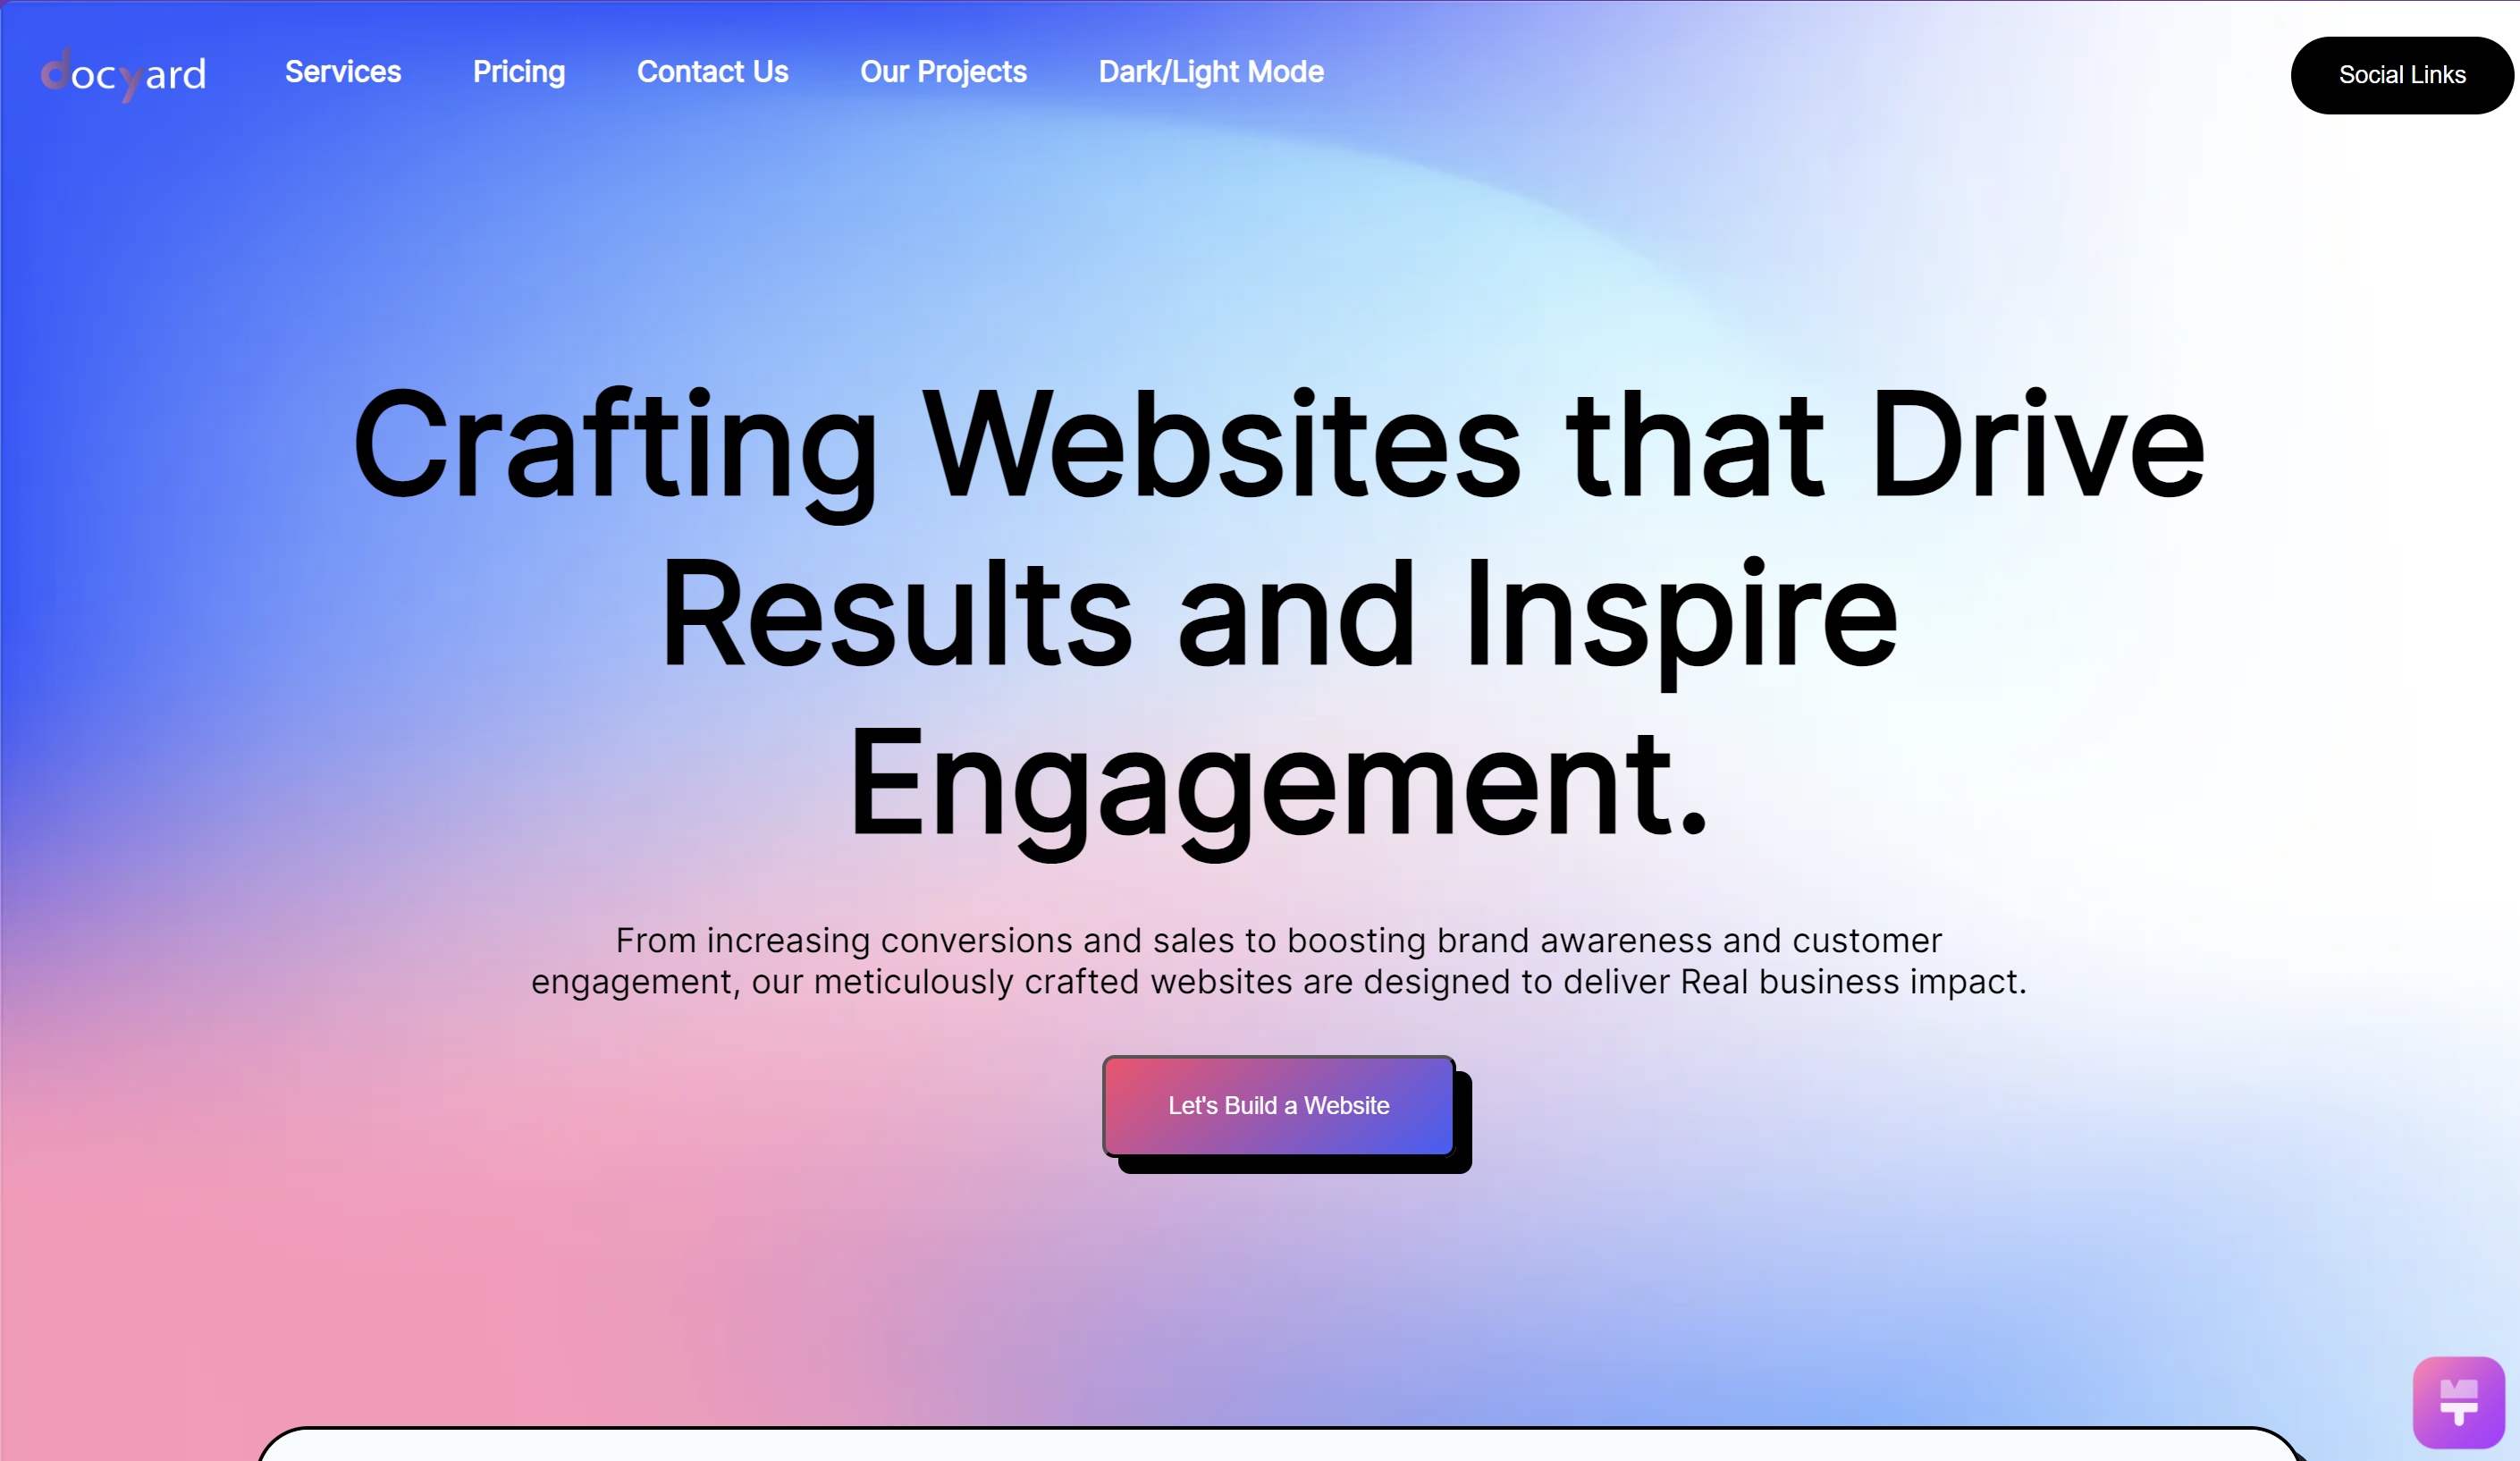 docyard
Services
Pricing
Contact Us
Our Projects
Dark/Light Mode
Social Links
Crafting Websites that Drive
Results and Inspire
Engagement.
From increasing conversions and sales to boosting brand awareness and customer
engagement, our meticulously crafted websites are designed to deliver Real business impact.
Let's Build a Website